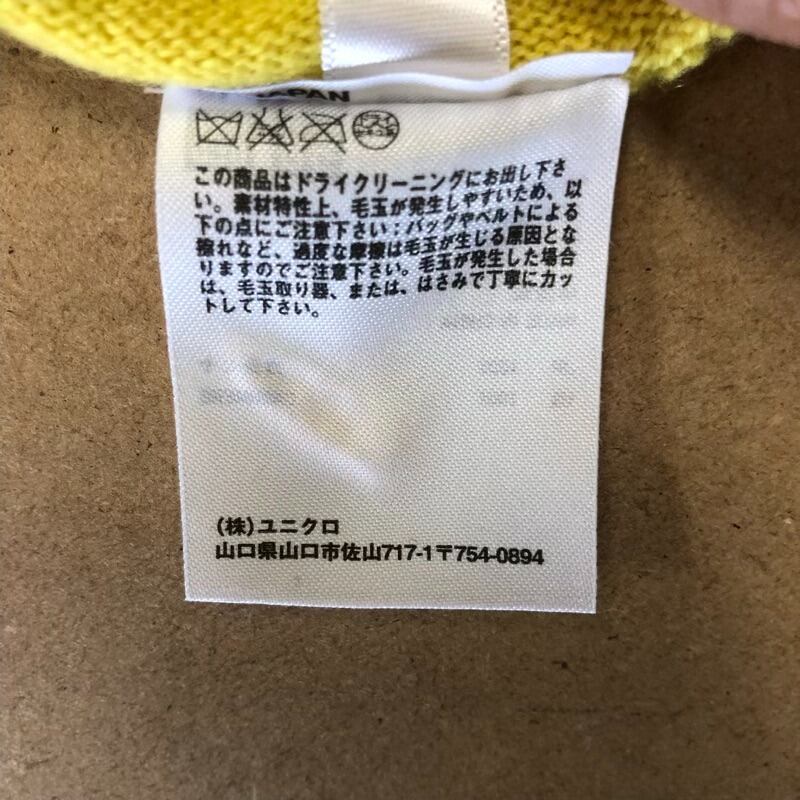 JAPAN
この商品はドライクリーニングにお出し下さ
い。素材特性上、毛玉が発生しやすいため、以
下の点にご注意下さい：バッグやベルトによる
擦れなど、過度な摩擦は毛玉が生じる原因とな
りますのでご注意下さい。毛玉が発生した場合
は、毛玉取り器、または、はさみで丁寧にカッ
トして下さい。
(株)ユニクロ
山口県山口市佐山717-1〒754-0894